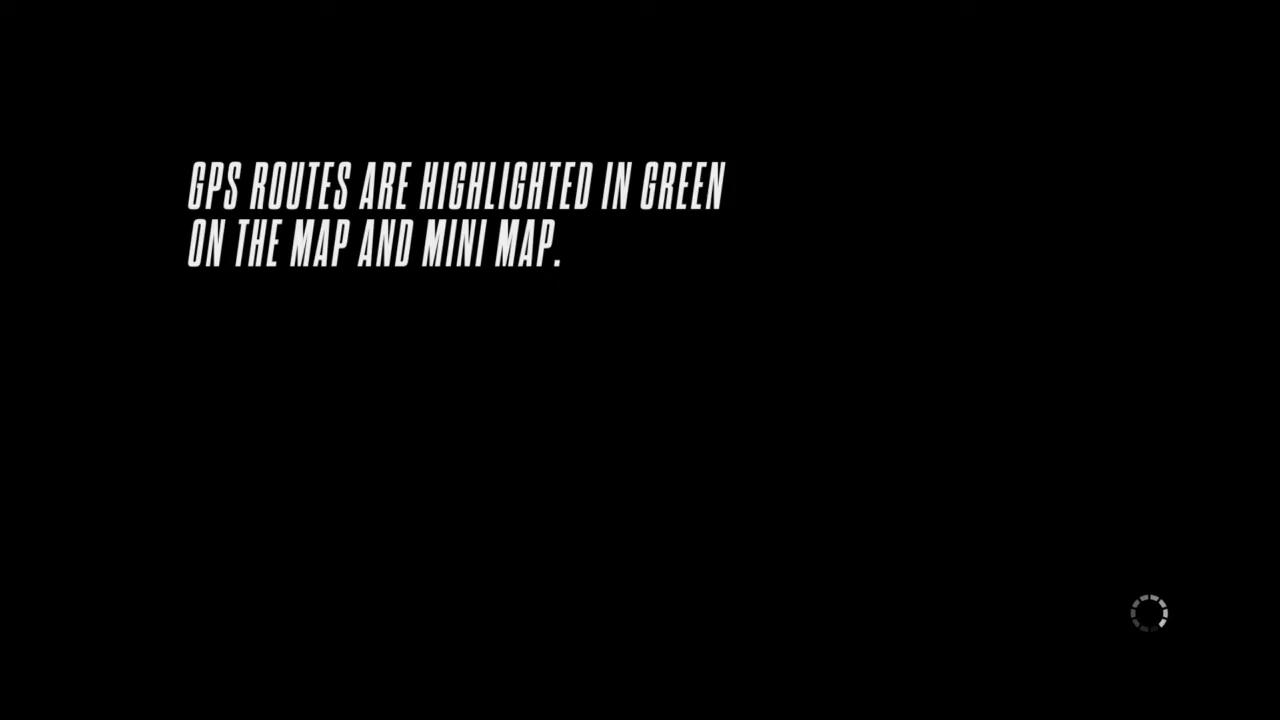 GPS ROUTES ARE HIGHLIGHTED IN GREEN
ON THE MAP AND MINI MAP.